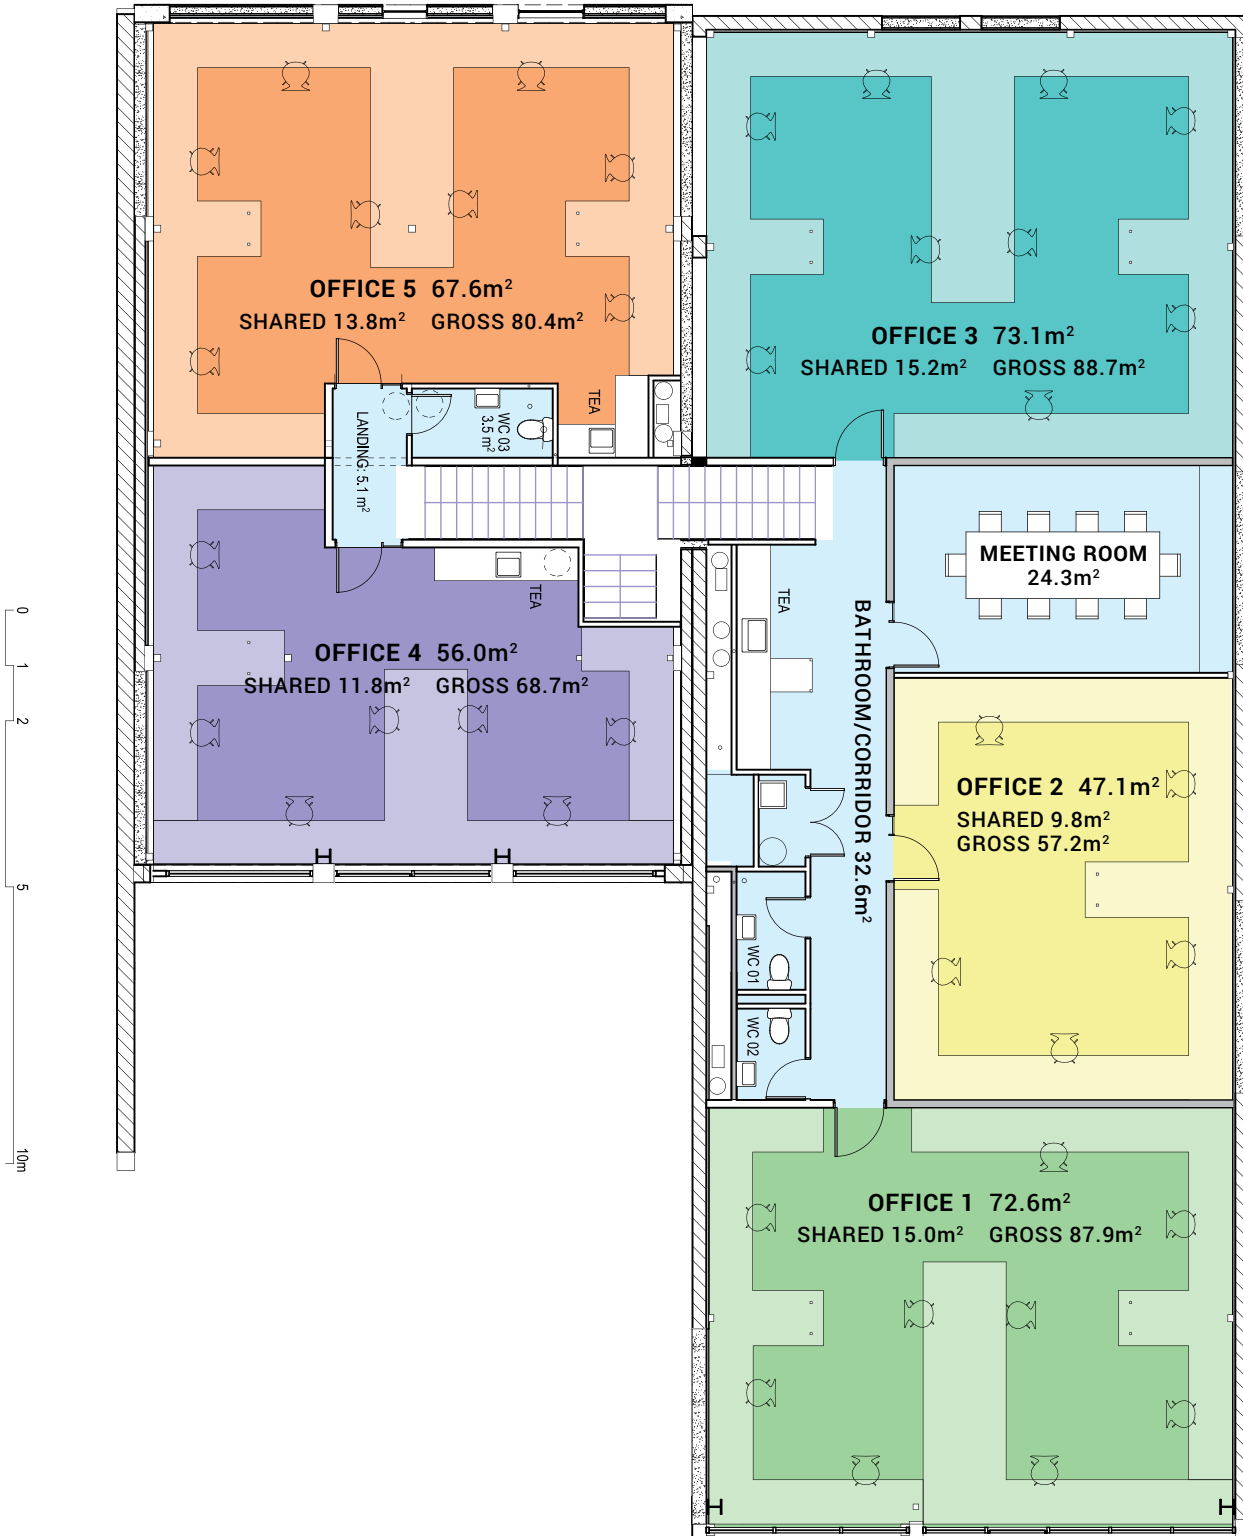 OFFICE 5 67.6m²
SHARED 13.8m² GROSS 80.4m²
OFFICE 3 73.1m²
SHARED 15.2m² GROSS 88.7m²
TEA
WC 03
3.5 m²
LANDING: 5.1 m²
MEETING ROOM
24.3m²
TEA
TEA
BATHROOM/CORRIDOR 32.6m²
OFFICE 4 56.0m²
SHARED 11.8m² GROSS 68.7m²
OFFICE 2 47.1m²
SHARED 9.8m²
GROSS 57.2m²
WC 01
WC 02
OFFICE 1 72.6m²
SHARED 15.0m² GROSS 87.9m²
0
1
2
5
10m